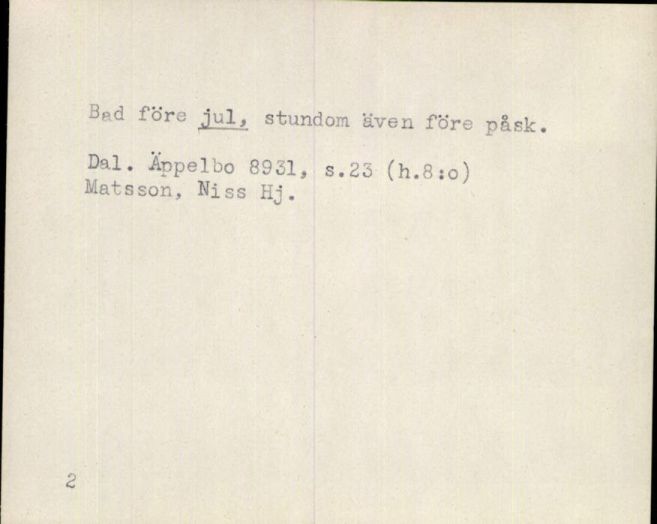 Bad före jul, stundom även före påsk.
Dal. Äppelbo 8931, s.23 (h.8:o)
Matsson, Niss Hj.
2